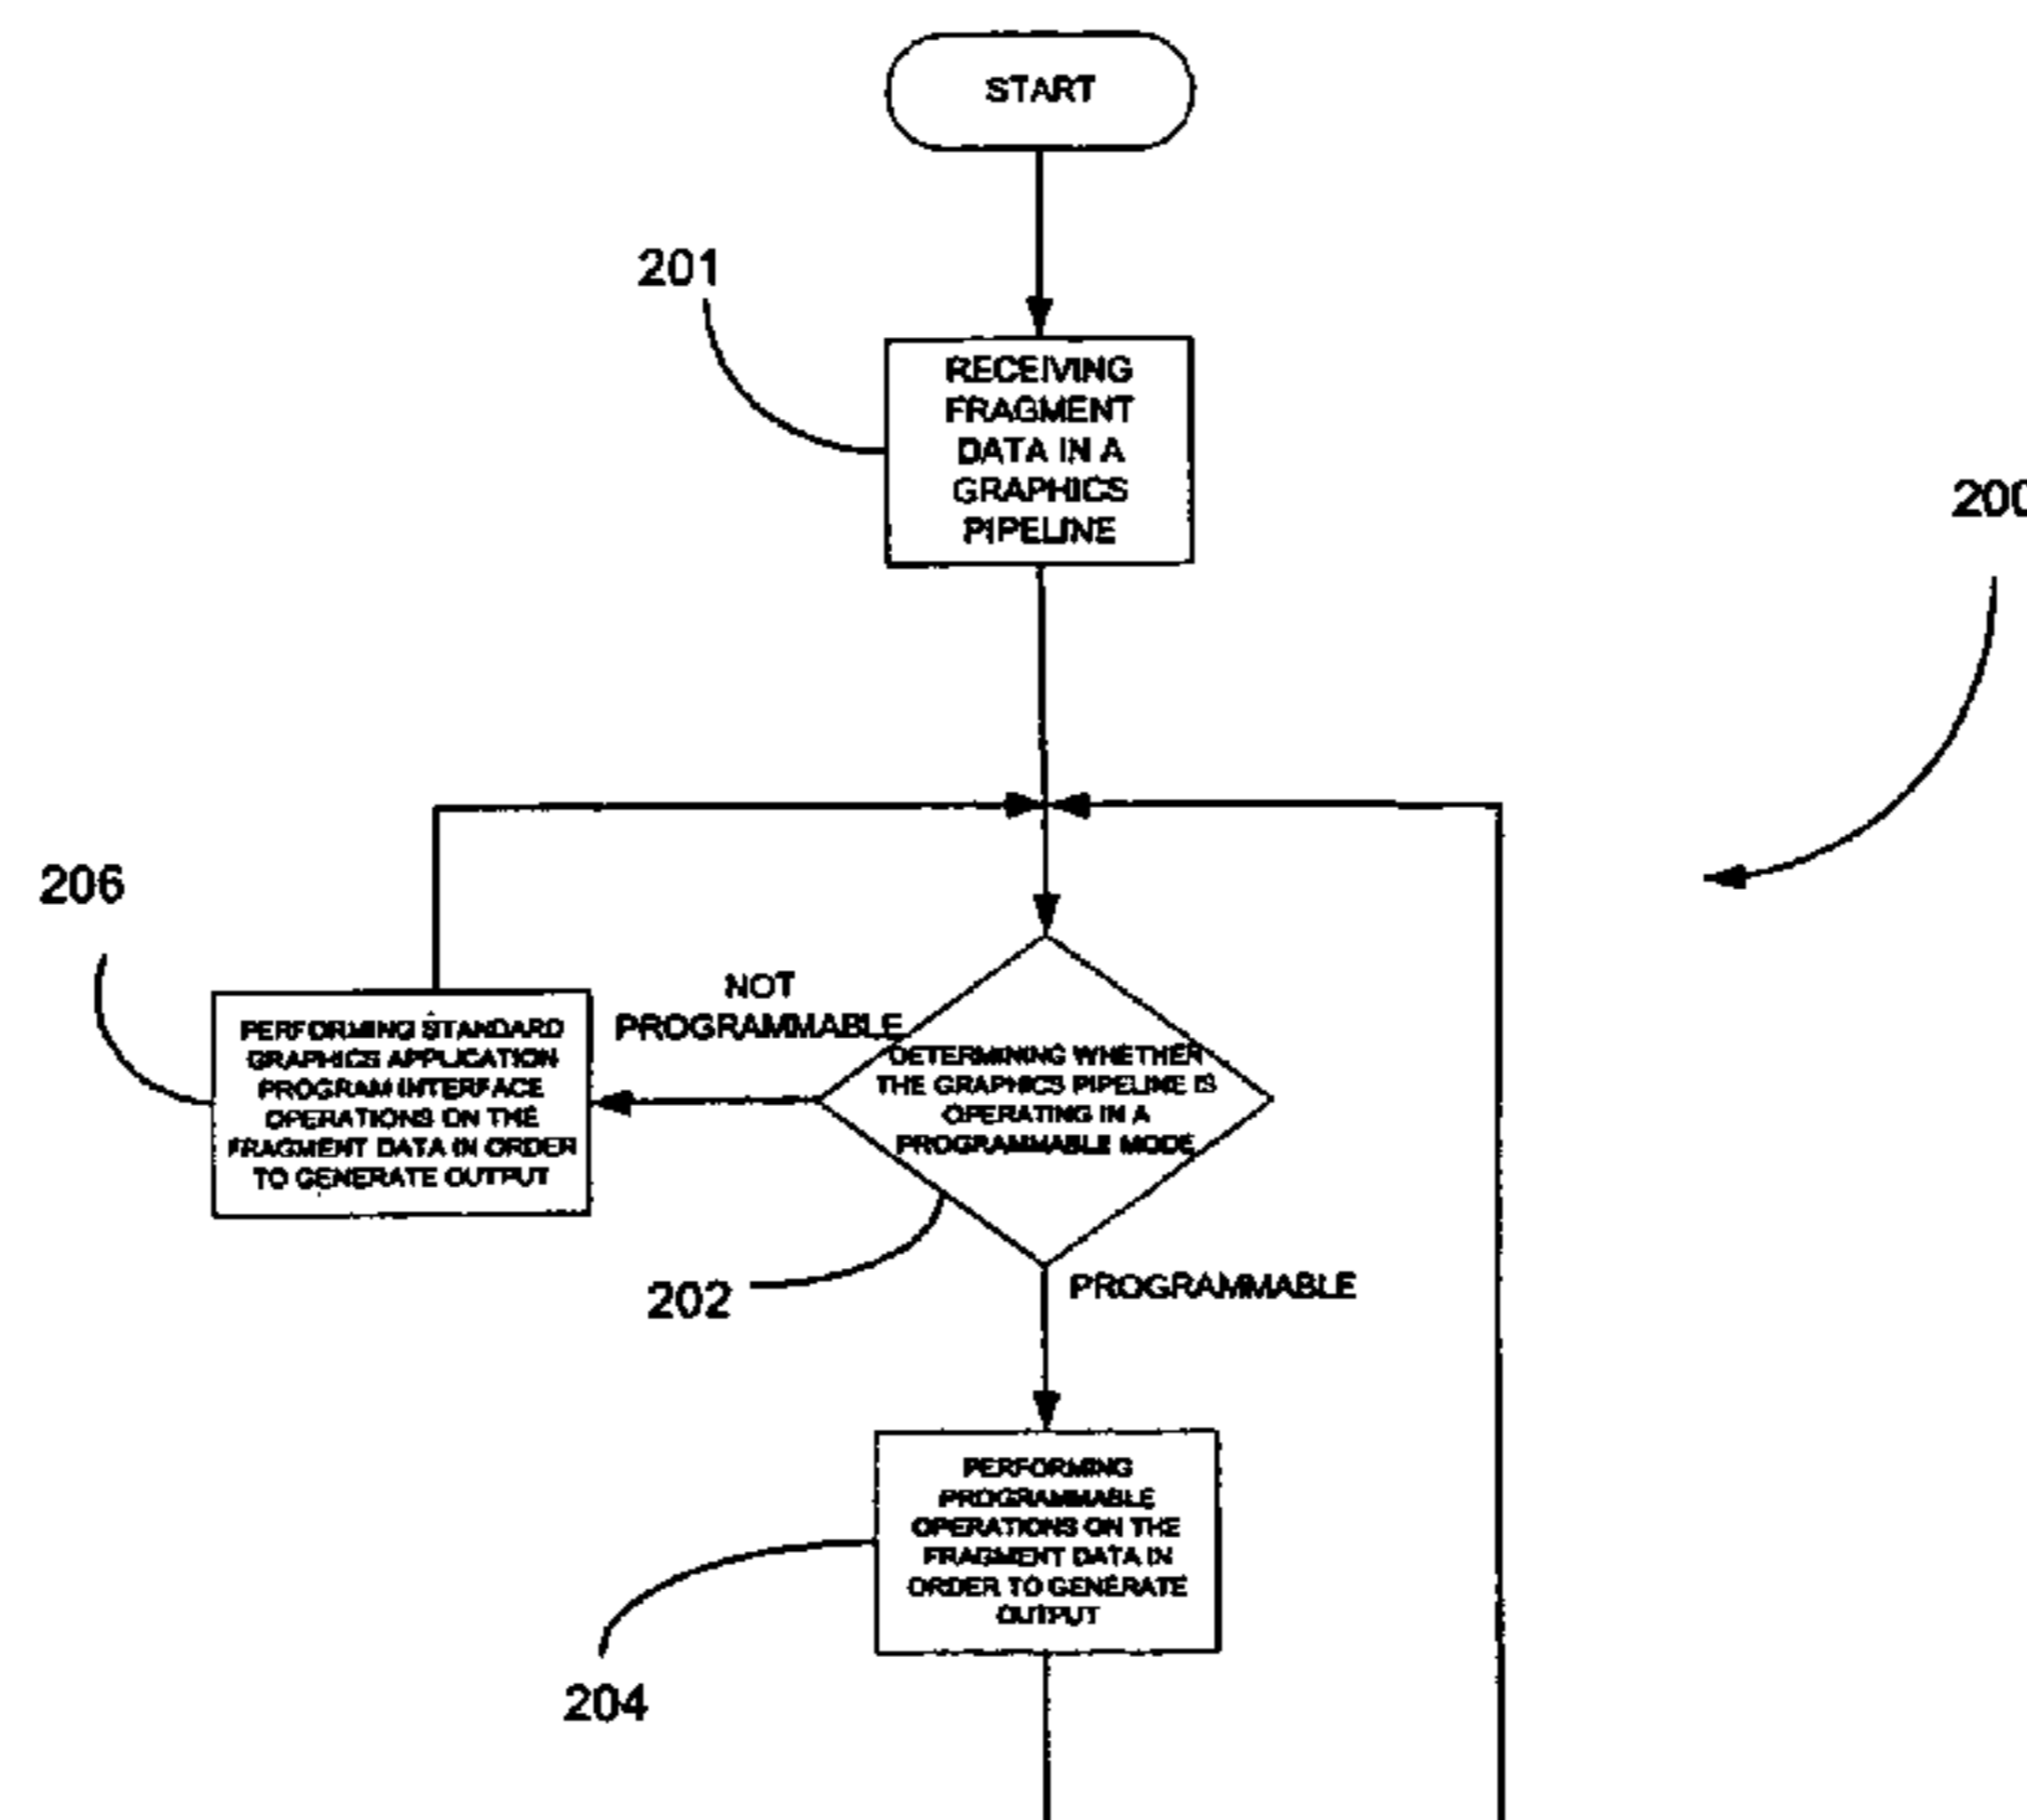 START
201
RECEIVING
FRAGMENT
DATA IN A
GRAPHICS
PIPELINE
200
206
NOT
PROGRAMMABLE
PERFORMING STANDARD
GRAPHICS APPLICATION
PROGRAM INTERFACE
OPERATIONS ON THE
FRAGMENT DATA IN ORDER
TO GENERATE OUTPUT
DETERMINING WHETHER
THE GRAPHICS PIPELINE IS
OPERATING IN A
PROGRAMMABLE MODE
202
PROGRAMMABLE
PERFORMING
PROGRAMMABLE
OPERATIONS ON THE
FRAGMENT DATA IN
ORDER TO GENERATE
OUTPUT
204